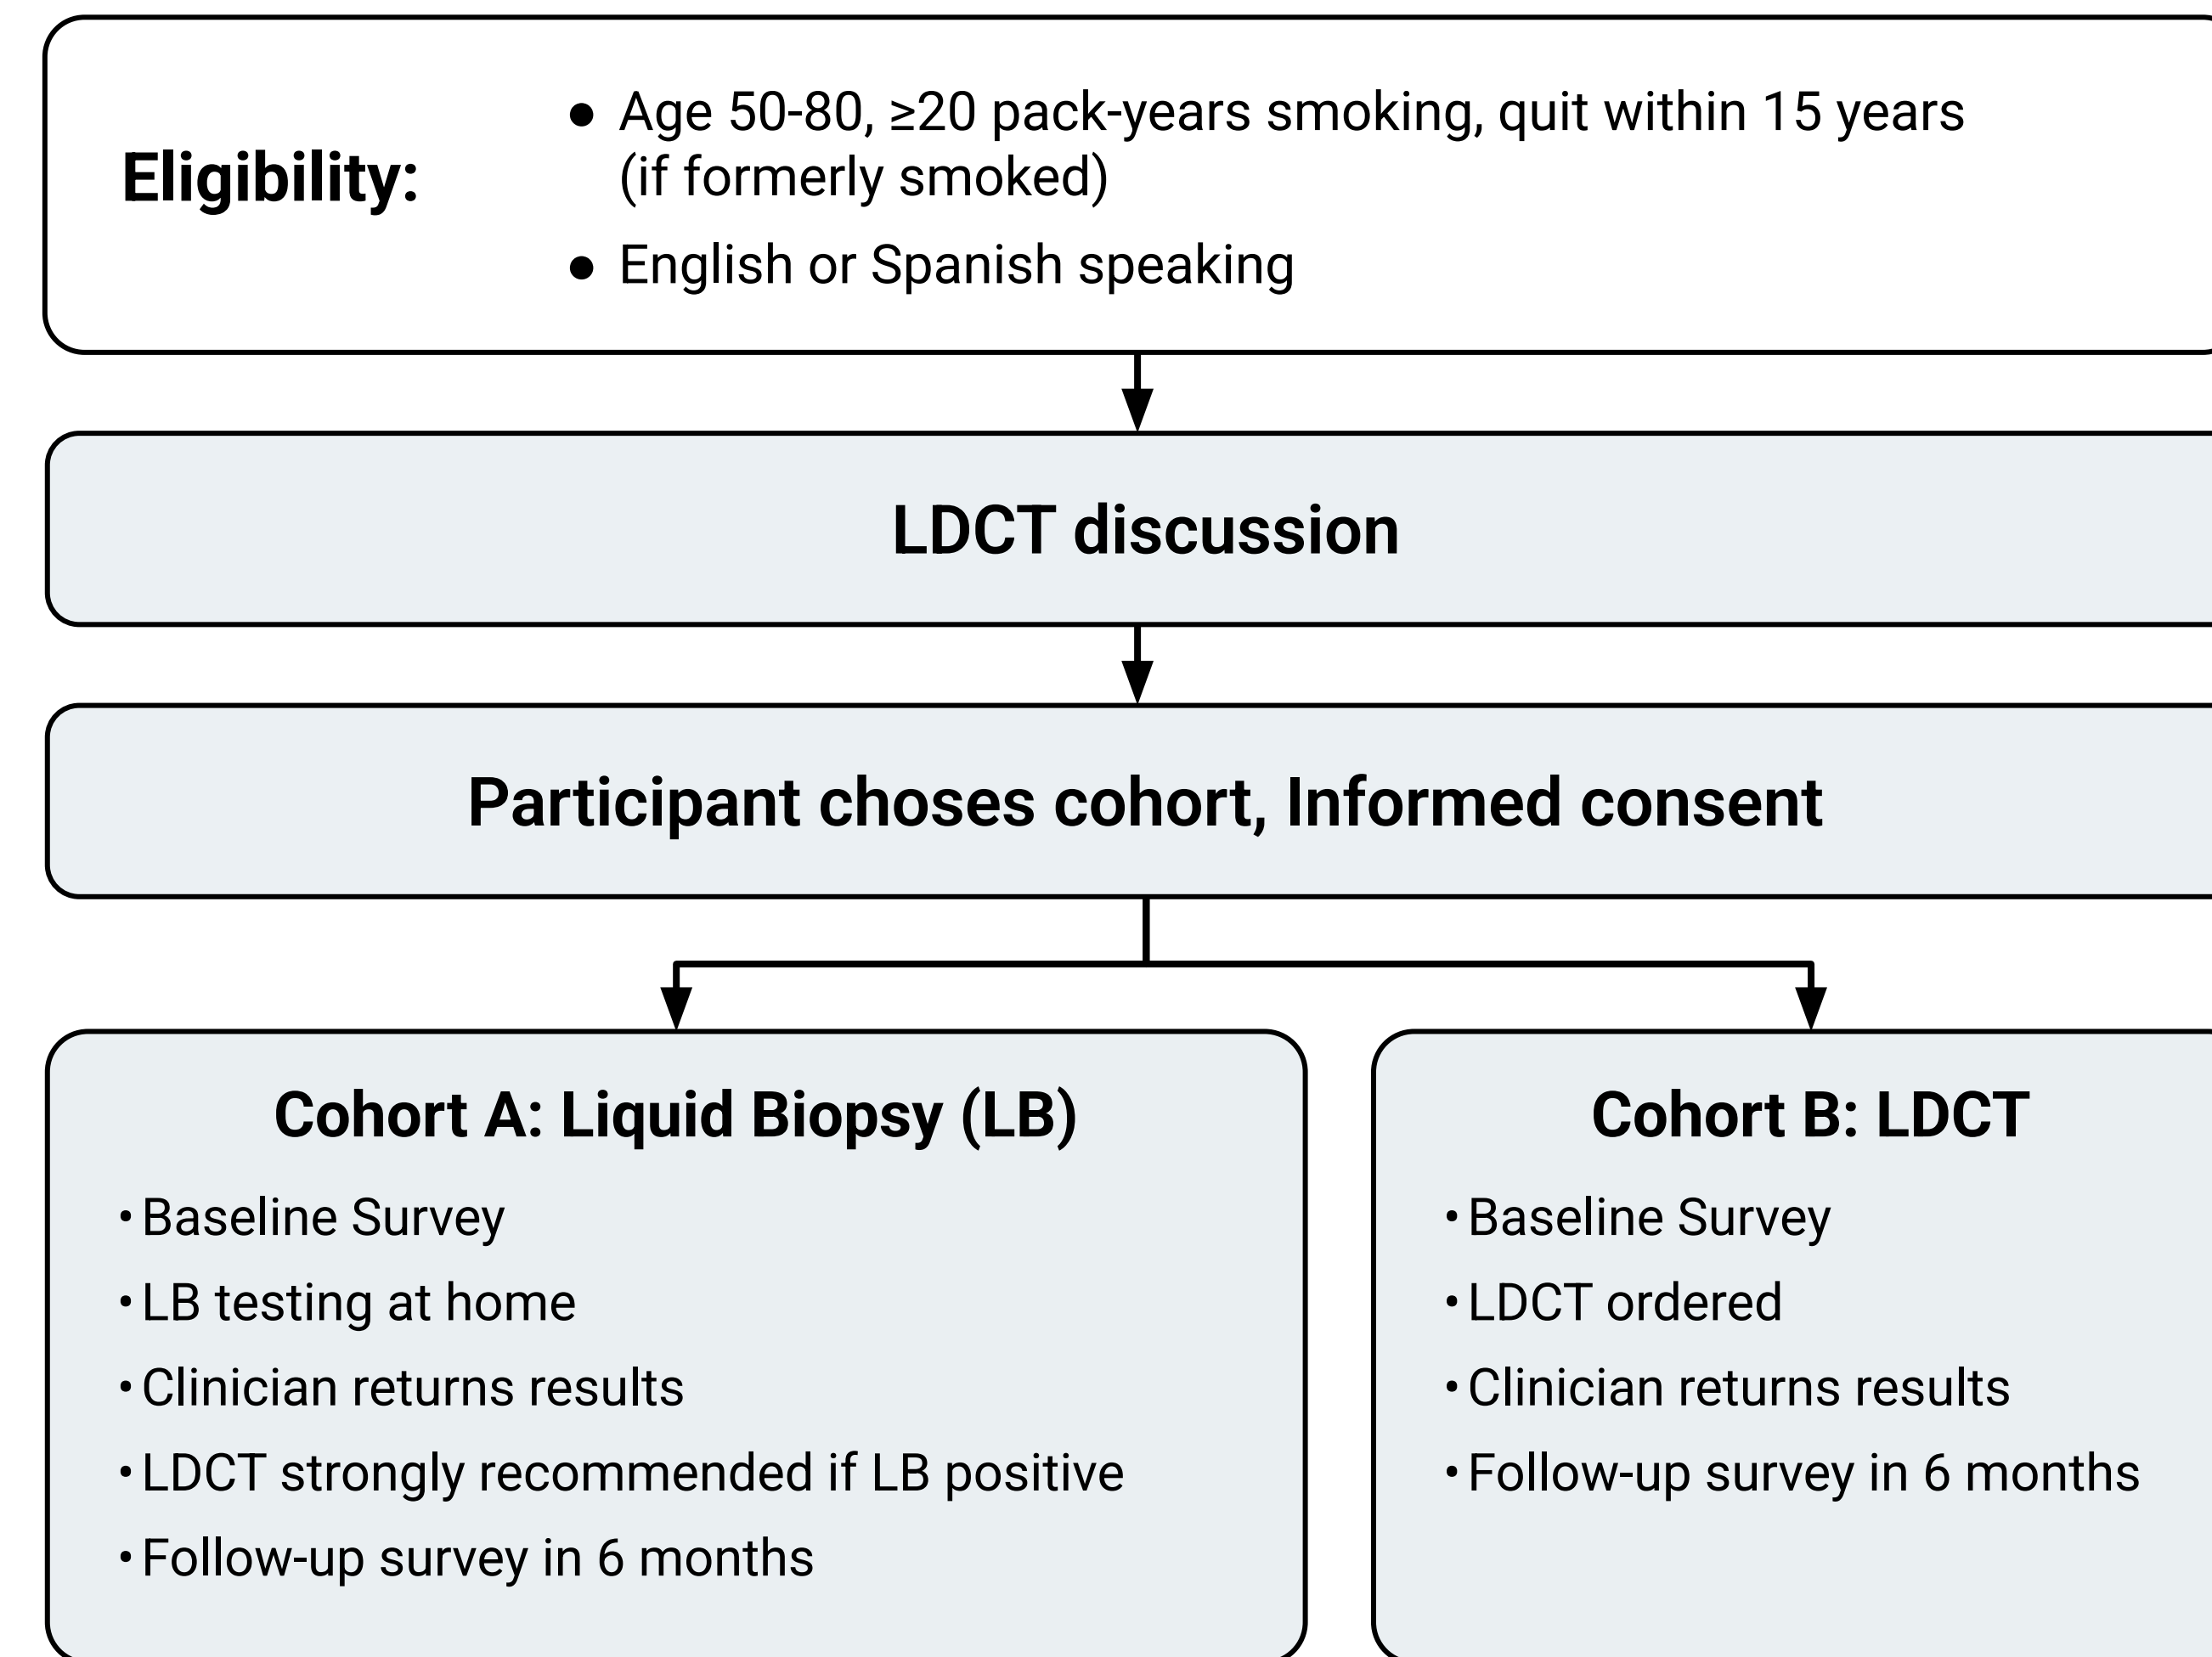 Eligibility:
● Age 50-80, ≥20 pack-years smoking, quit within 15 years
(if formerly smoked)
● English or Spanish speaking
LDCT discussion
Participant choses cohort, Informed consent
Cohort A: Liquid Biopsy (LB)
• Baseline Survey
• LB testing at home
• Clinician returns results
• LDCT strongly recommended if LB positive
• Follow-up survey in 6 months
Cohort B: LDCT
• Baseline Survey
• LDCT ordered
• Clinician returns results
• Follow-up survey in 6 months